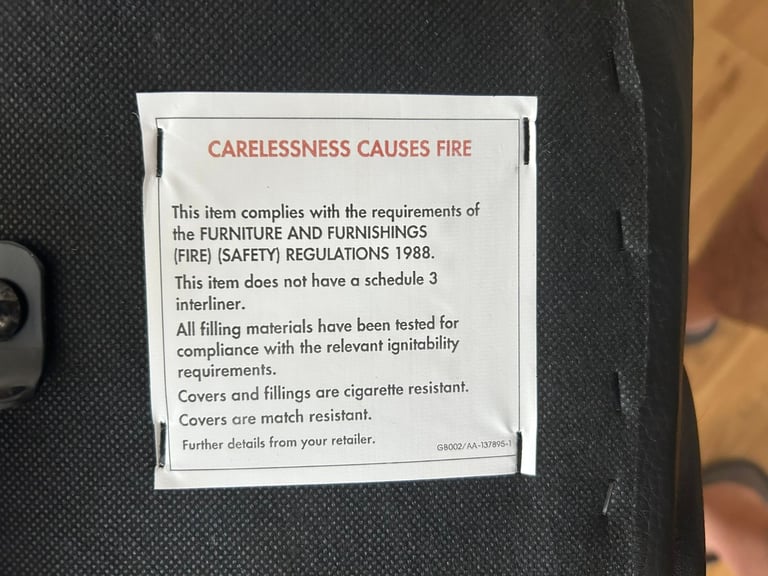 CARELESSNESS CAUSES FIRE
This item complies with the requirements of
the FURNITURE AND FURNISHINGS
(FIRE) (SAFETY) REGULATIONS 1988.
This item does not have a schedule 3
interliner.
All filling materials have been tested for
compliance with the relevant ignitability
requirements.
Covers and fillings are cigarette resistant.
Covers are match resistant.
Further details from your retailer.
GB002/AA-137895-1